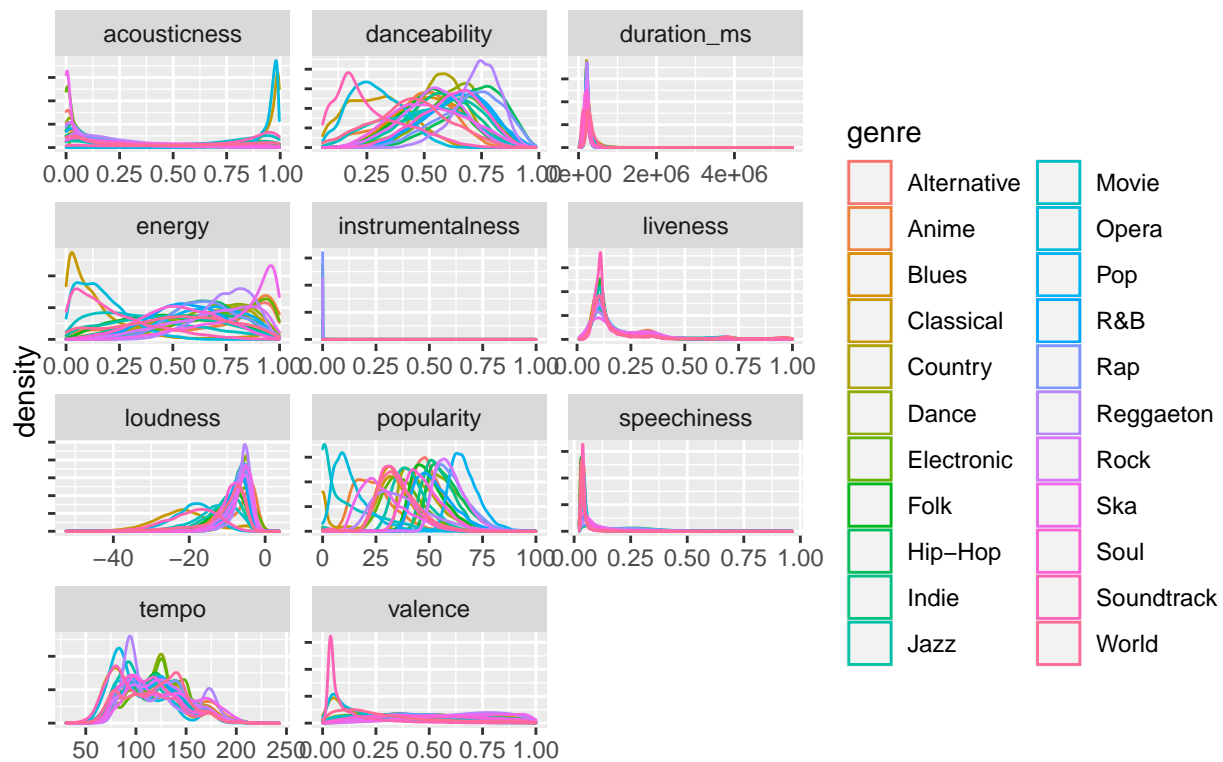 acousticness danceability duration_ms
0.00 0.25 0.50 0.75 1.00 0.25 0.50 0.75 1.00 0e+00 2e+06 4e+06
energy instrumentalness liveness
0.00 0.25 0.50 0.75 1.00 0.00 0.25 0.50 0.75 1.00 0.00 0.25 0.50 0.75 1.00
density
loudness popularity speechiness
−40 −20 0 0 25 50 75 100 0.00 0.25 0.50 0.75 1.00
tempo valence
50 100 150 200 250 0.00 0.25 0.50 0.75 1.00
genre
Alternative Movie
Anime Opera
Blues Pop
Classical R&B
Country Rap
Dance Reggaeton
Electronic Rock
Folk Ska
Hip−Hop Soul
Indie Soundtrack
Jazz World